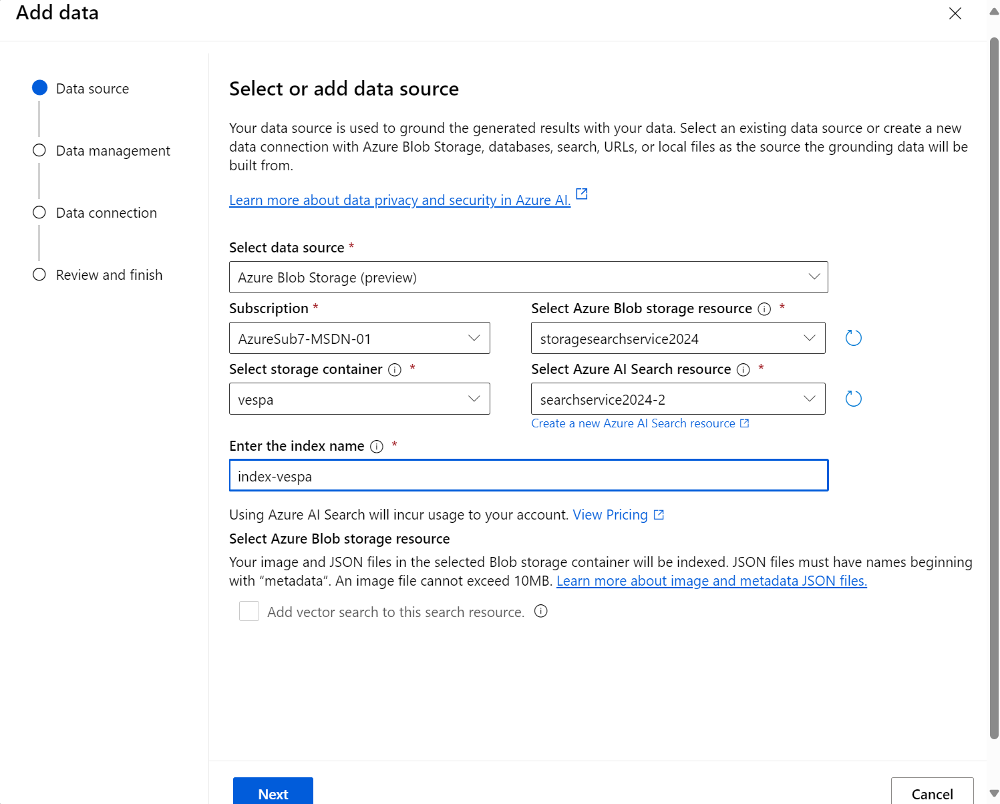 Add data
Data source
Data management
Data connection
Review and finish
Select or add data source
Your data source is used to ground the generated results with your data. Select an existing data source or create a new
data connection with Azure Blob Storage, databases, search, URLs, or local files as the source the grounding data will be
built from.
Learn more about data privacy and security in Azure AI.
Select data source *
Azure Blob Storage (preview)
Subscription *
AzureSub7-MSDN-01
Select Azure Blob storage resource *
storagesearchservice2024
Select storage container *
vespa
Select Azure AI Search resource *
searchservice2024-2
Create a new Azure AI Search resource
Enter the index name *
index-vespa
Using Azure AI Search will incur usage to your account. View Pricing
Select Azure Blob storage resource
Your image and JSON files in the selected Blob storage container will be indexed. JSON files must have names beginning
with “metadata”. An image file cannot exceed 10MB. Learn more about image and metadata JSON files.
Add vector search to this search resource.
Next
Cancel